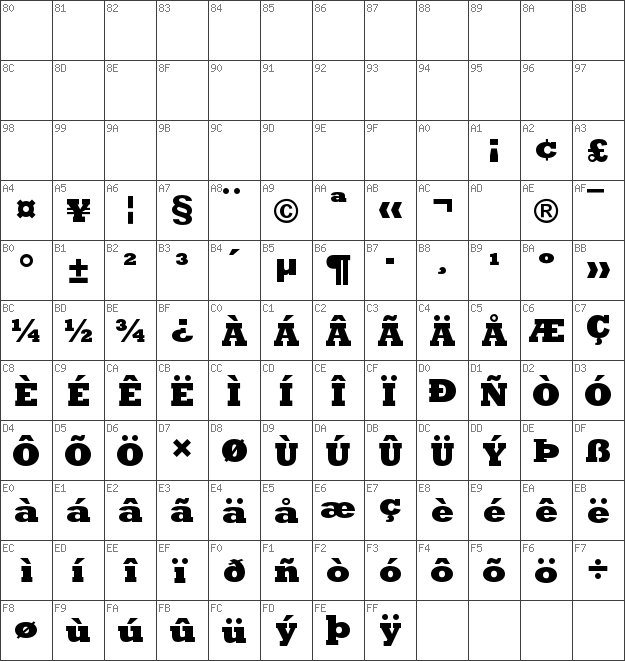 80 81 82 83 84 85 86 87 88 89 8A 8B
8C 8D 8E 8F 90 91 92 93 94 95 96 97
98 99 9A 9B 9C 9D 9E 9F A0 A1 A2 A3
¡ ¢ £
A4 A5 A6 A7 A8 A9 AA AB AC AD AE AF
¤ ¥ ¦ § ¨ © ª « ¬ ® ¯
B0 B1 B2 B3 B4 B5 B6 B7 B8 B9 BA BB
° ± ² ³ ´ µ ¶ · ¸ ¹ º »
BC BD BE BF C0 C1 C2 C3 C4 C5 C6 C7
¼ ½ ¾ ¿ À Á Â Ã Ä Å Æ Ç
C8 C9 CA CB CC CD CE CF D0 D1 D2 D3
È É Ê Ë Ì Í Î Ï Ð Ñ Ò Ó
D4 D5 D6 D7 D8 D9 DA DB DC DD DE DF
Ô Õ Ö × Ø Ù Ú Û Ü Ý Þ ß
E0 E1 E2 E3 E4 E5 E6 E7 E8 E9 EA EB
à á â ã ä å æ ç è é ê ë
EC ED EE EF F0 F1 F2 F3 F4 F5 F6 F7
ì í î ï ð ñ ò ó ô õ ö ÷
F8 F9 FA FB FC FD FE FF
ø ù ú û ü ý þ ÿ